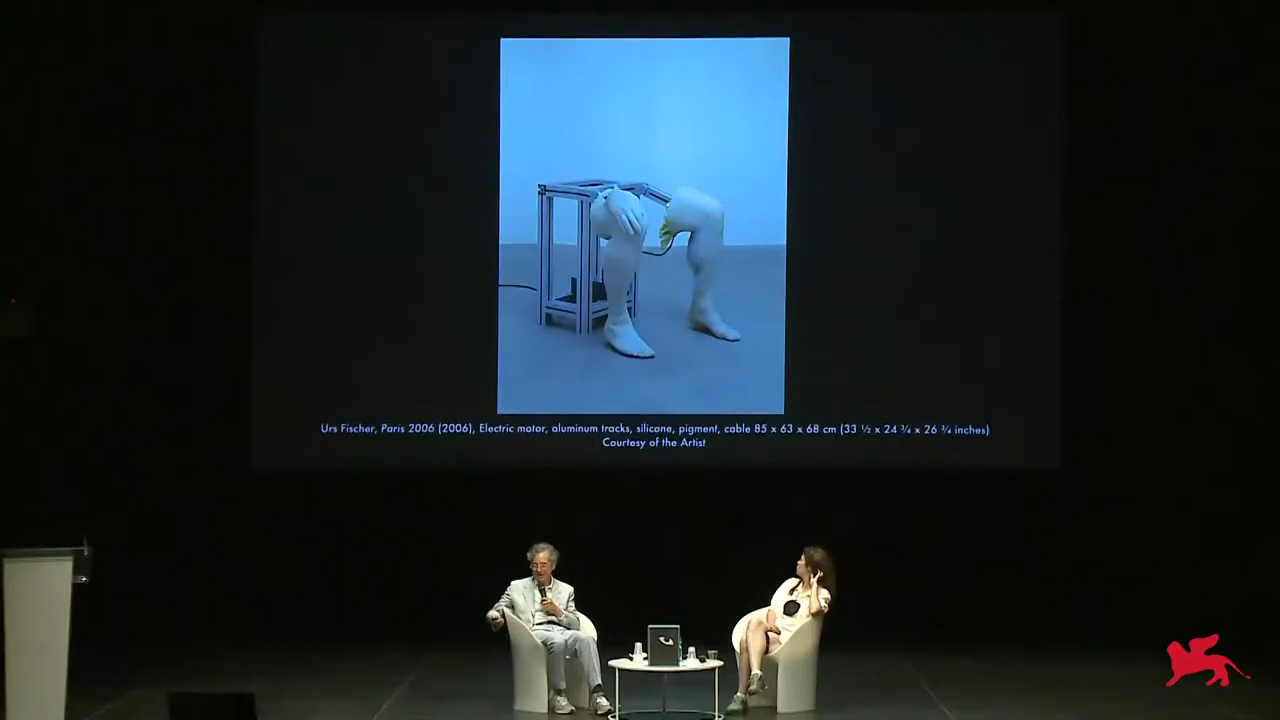 Urs Fischer, Paris 2006 (2006), Electric motor, aluminum tracks, silicone, pigment, cable 85 x 63 x 68 cm (33 ½ x 24 ¾ x 26 ¾ inches)
Courtesy of the Artist